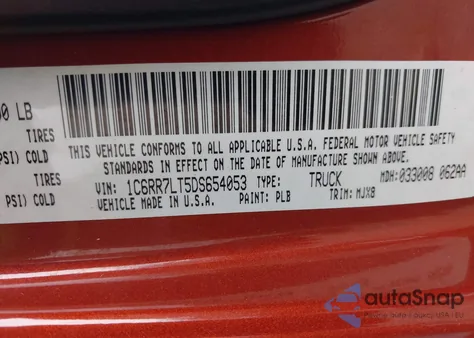 0 LB
TIRES
PSI) COLD
TIRES
PSI) COLD
THIS VEHICLE CONFORMS TO ALL APPLICABLE U.S.A. FEDERAL MOTOR VEHICLE SAFETY
STANDARDS IN EFFECT ON THE DATE OF MANUFACTURE SHOWN ABOVE.
VIN: 1C6RR7LT5DS654053 TYPE: TRUCK MDH: 033008 062AA
VEHICLE MADE IN U.S.A. PAINT: PLB TRIM: MJX8
autoSnap